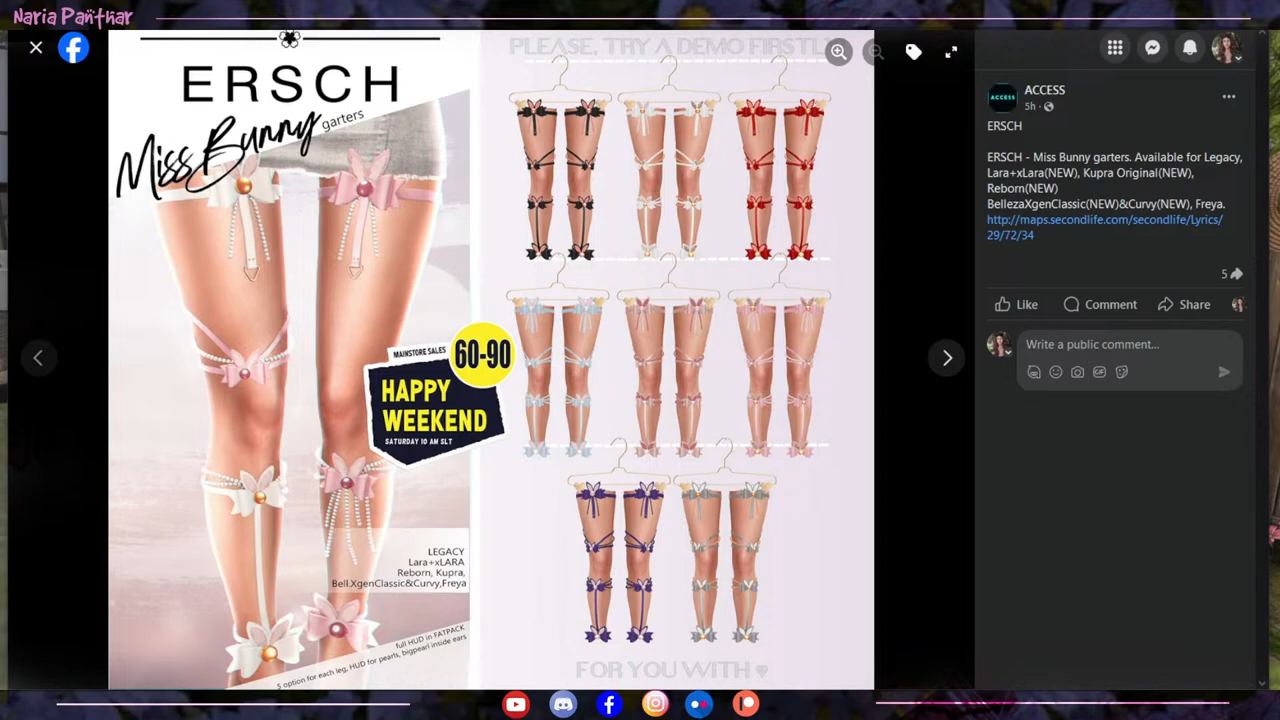 Naria Panthar
ERSCH
Miss Bunny
garters
MAINSTORE SALES
60-90
HAPPY
WEEKEND
SATURDAY 10 AM SLT
LEGACY
Lara+xLARA
Reborn, Kupra,
Bell.XgenClassic&Curvy,Freya
full HUD in FATPACK
5 option for each leg, HUD for pearls, bigpearl inside ears
PLEASE, TRY A DEMO FIRSTLY
FOR YOU WITH ♥
ACCESS
ACCESS
5h ·
ERSCH
ERSCH - Miss Bunny garters. Available for Legacy,
Lara+xLara(NEW), Kupra Original(NEW),
Reborn(NEW)
BellezaXgenClassic(NEW)&Curvy(NEW), Freya.
http://maps.secondlife.com/secondlife/Lyrics/
29/72/34
5
Like Comment Share
Write a public comment...
GIF